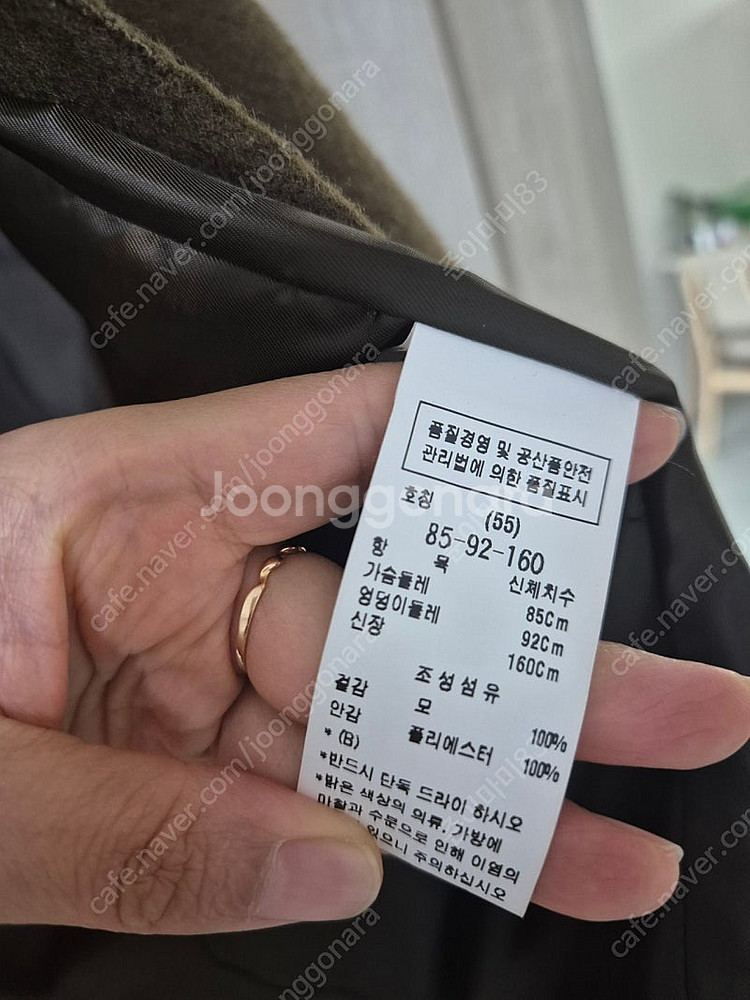 품질경영 및 공산품안전
관리법에 의한 품질표시
호칭 (55)
85-92-160
항 목 신체치수
가슴둘레 85Cm
엉덩이둘레 92Cm
신장 160Cm
조성섬유
겉감 모 100%
안감 폴리에스터 100%
* (B)
*반드시 단독 드라이 하시오
*밝은 색상의 의류, 가방에
마찰과 수분으로 인해 이염의
있으니 주의하십시오
Joonggonara
cafe.naver.com/joonggonara